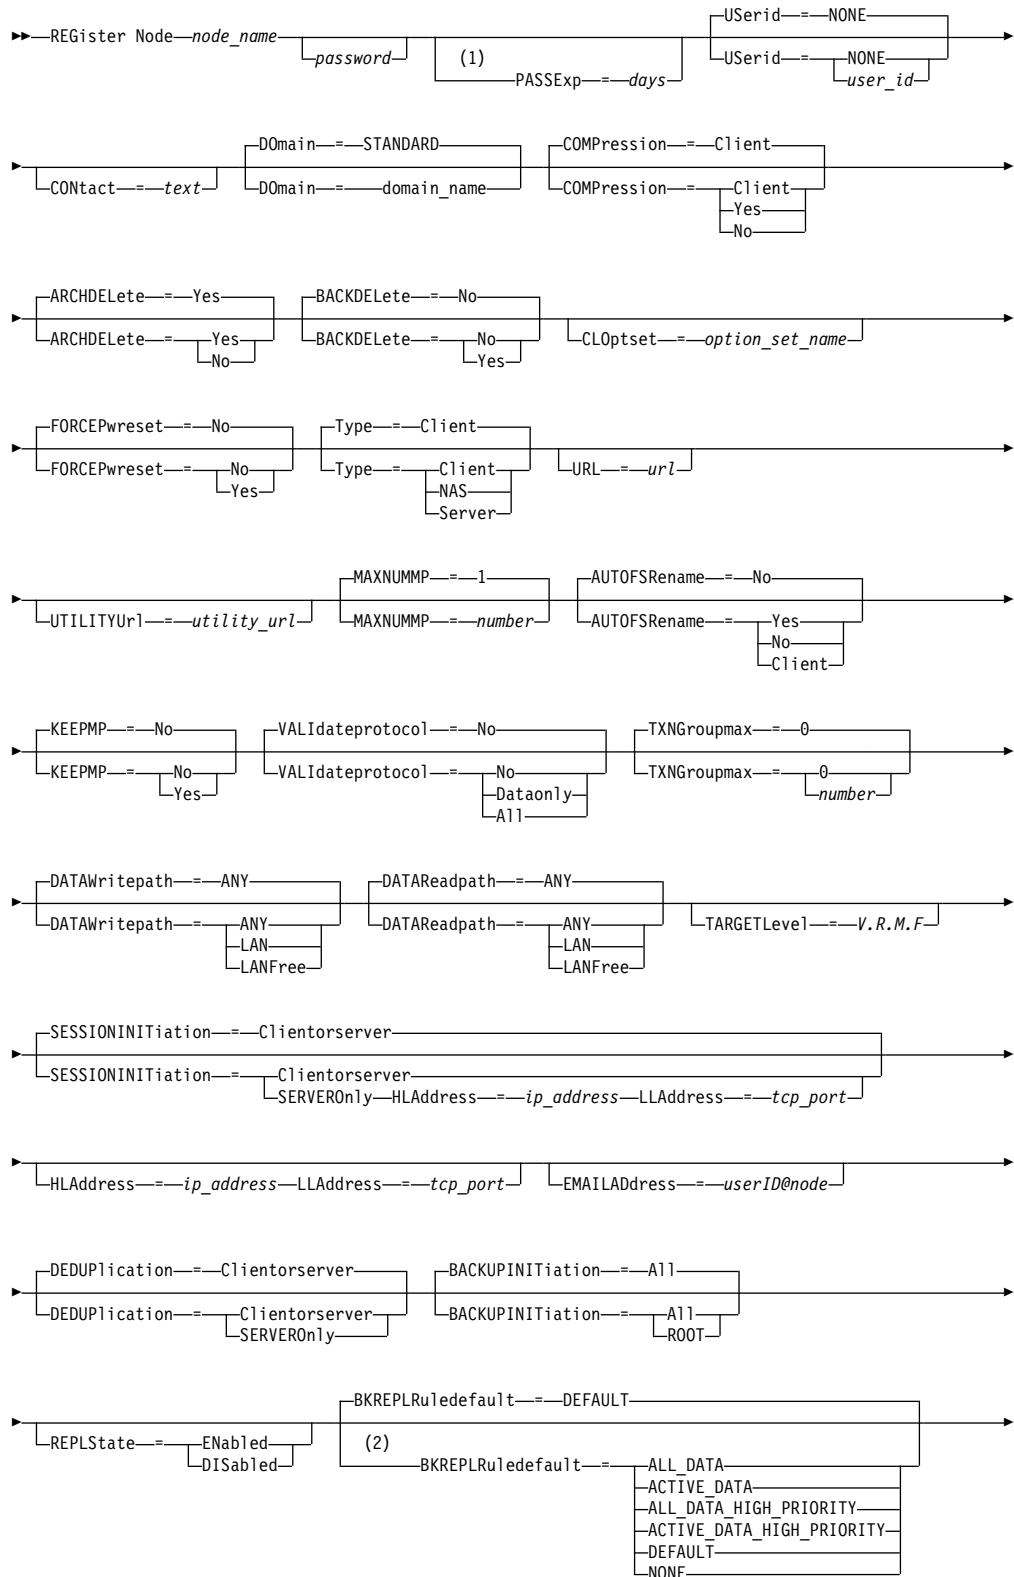 USerid = NONE
REGister Node node_name password (1) PASSExp = days USerid = NONE user_id
DOmain = STANDARD COMPression = Client
CONtact = text DOmain = domain_name COMPression = Client
Yes
No
ARCHDELete = Yes BACKDELete = No
ARCHDELete = Yes BACKDELete = No CLOptset = option_set_name
No Yes
FORCEPwreset = No Type = Client
FORCEPwreset = No Type = Client URL = url
Yes NAS
Server
MAXNUMMP = 1 AUTOFSRename = No
UTILITYUrl = utility_url MAXNUMMP = number AUTOFSRename = Yes
No
Client
KEEPMP = No VALIdateprotocol = No TXNGroupmax = 0
KEEPMP = No VALIdateprotocol = No TXNGroupmax = 0
Yes Dataonly number
All
DATAWritepath = ANY DATAReadpath = ANY
DATAWritepath = ANY DATAReadpath = ANY TARGETLevel = V.R.M.F
LAN LAN
LANFree LANFree
SESSIONINITiation = Clientorserver
SESSIONINITiation = Clientorserver
SERVEROnly HLAddress = ip_address LLAddress = tcp_port
HLAddress = ip_address LLAddress = tcp_port EMAILADdress = userID@node
DEDUPlication = Clientorserver BACKUPINITiation = All
DEDUPlication = Clientorserver BACKUPINITiation = All
SERVEROnly ROOT
BKREPLRuledefault = DEFAULT
REPLState = ENabled (2)
DISabled BKREPLRuledefault = ALL_DATA
ACTIVE_DATA
ALL_DATA_HIGH_PRIORITY
ACTIVE_DATA_HIGH_PRIORITY
DEFAULT
NONE